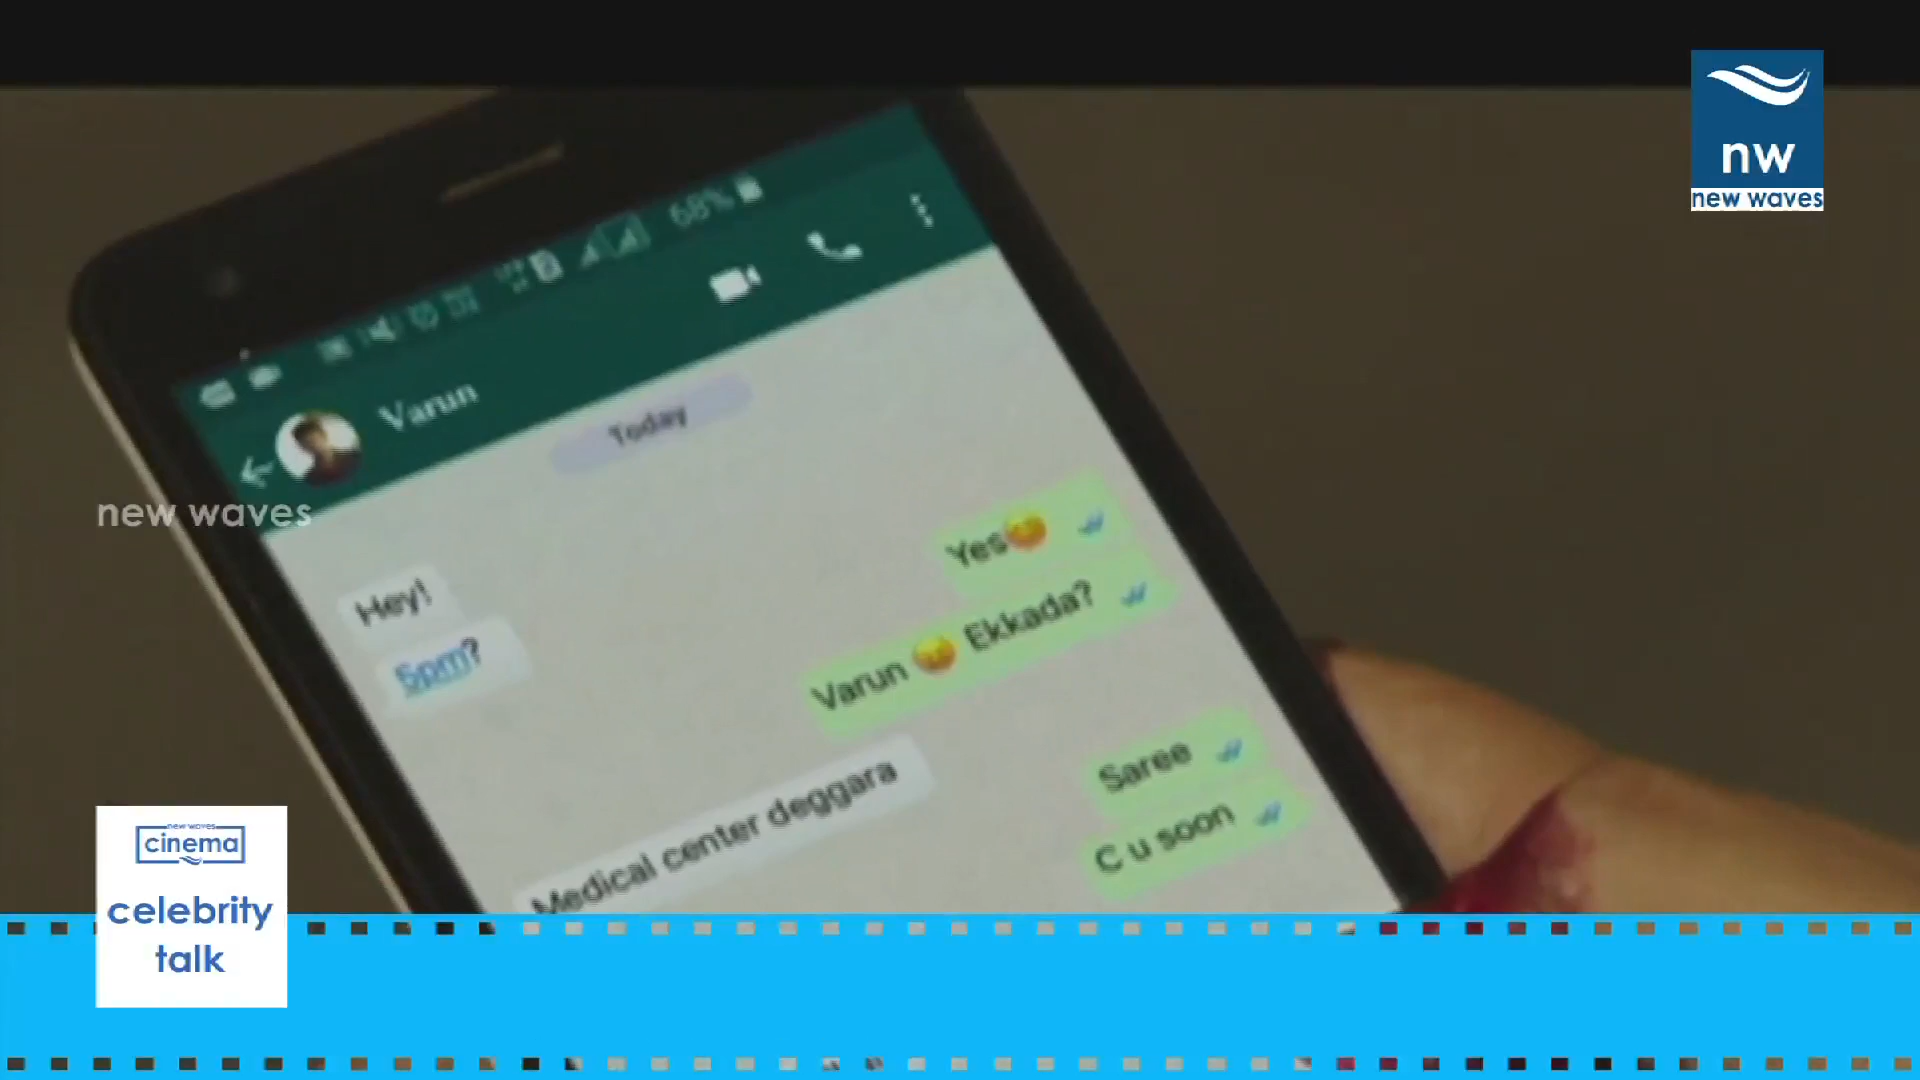 nw
new waves
68%
Varun
Today
Hey!
Yes😀
5pm?
Varun 😀 Ekkada?
Medical center deggara
Saree
C u soon
new waves
new waves
cinema
celebrity
talk